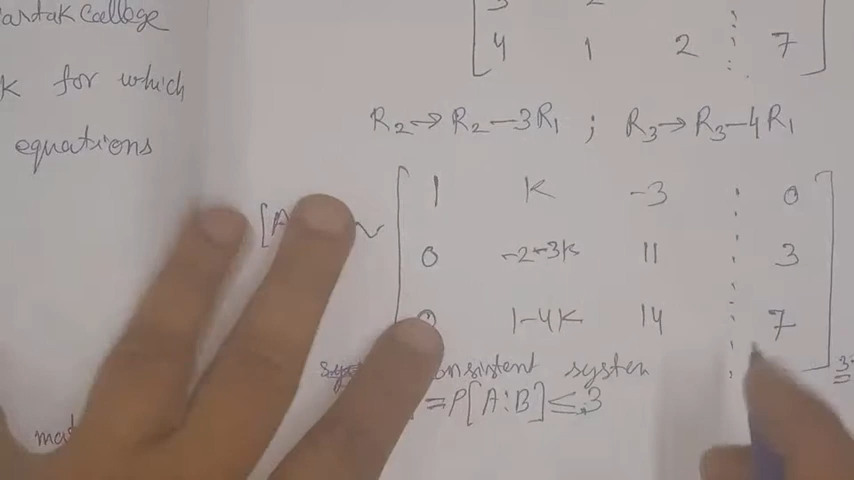 College
K for which
equations
4 1 2 : 7
R₂→R₂-3R₁ ; R₃→R₃-4R₁
[A ~ 1 K -3 : 0
0 -2-3K 11 : 3
0 1-4K 14 : 7
onsistent system
=P[A:B]≤3